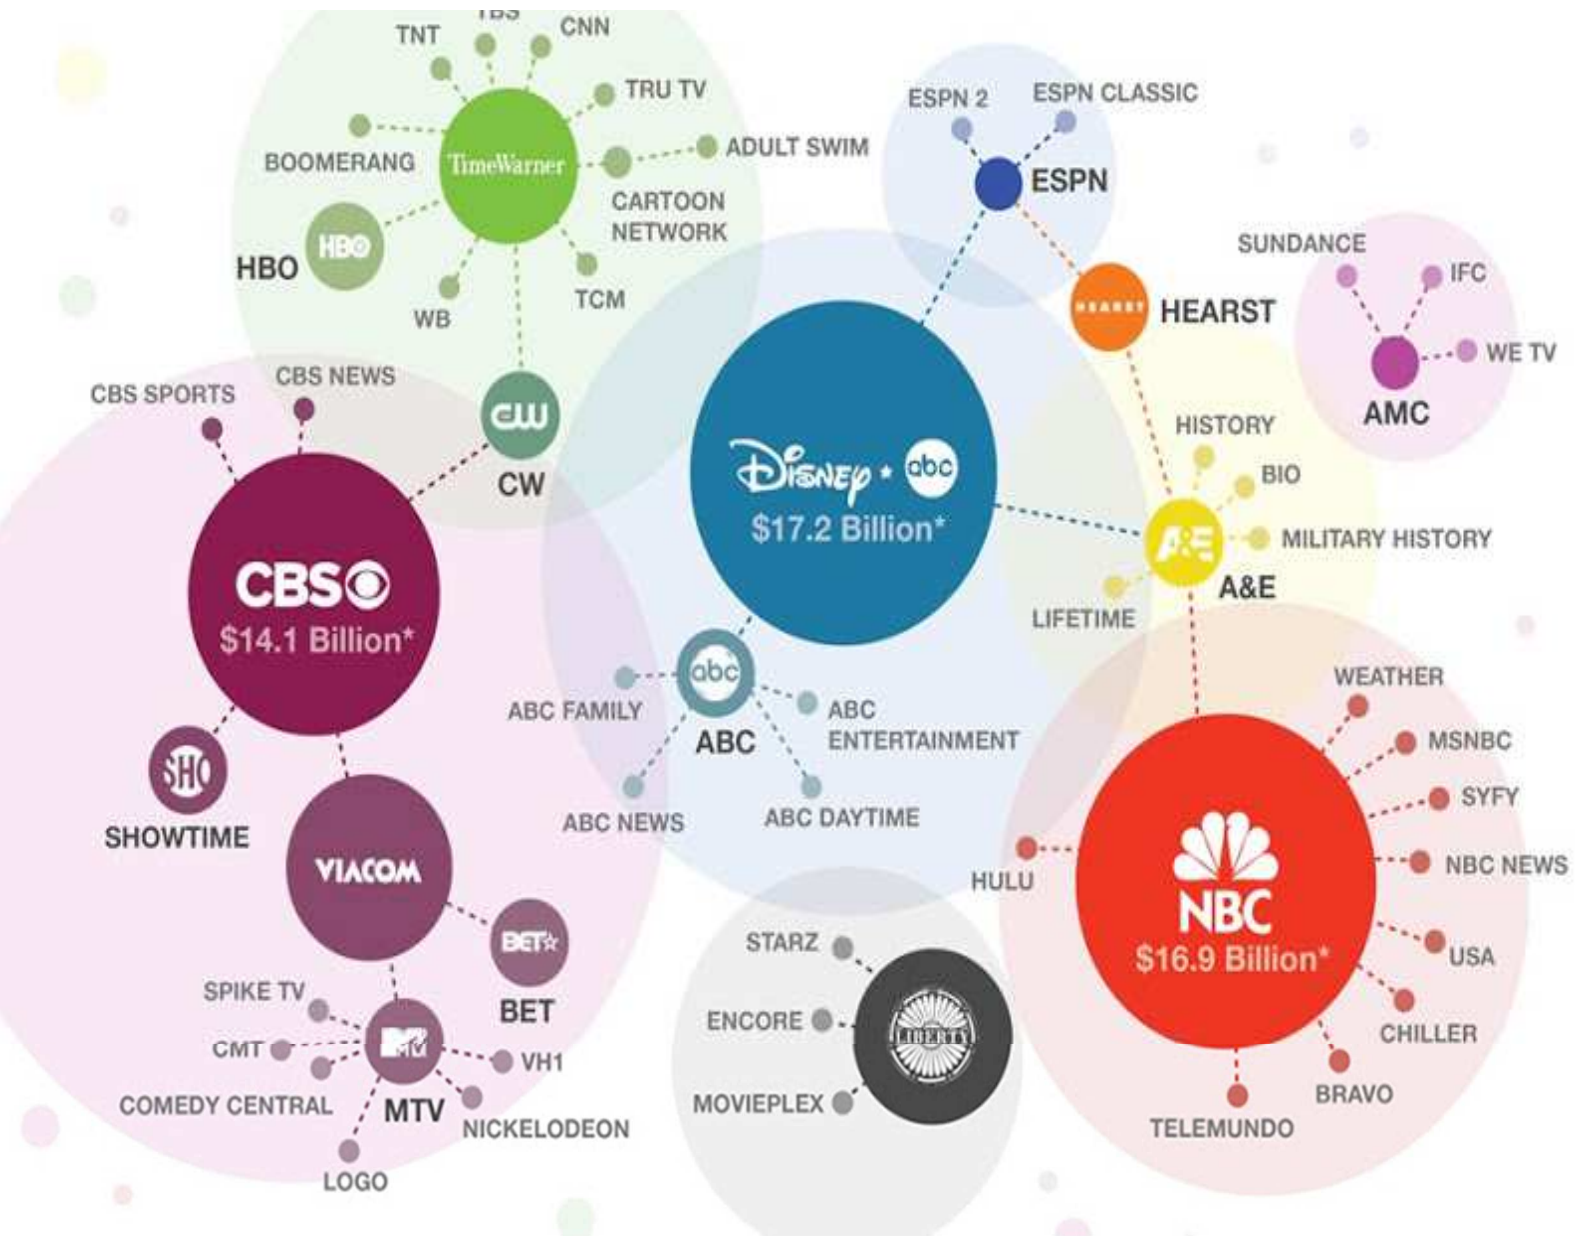 TBS
TNT
CNN
TRU TV
BOOMERANG
TimeWarner
ADULT SWIM
CARTOON
NETWORK
HBO
HBO
WB
TCM
ESPN 2
ESPN CLASSIC
ESPN
HEARST
HEARST
SUNDANCE
IFC
WE TV
AMC
CBS SPORTS
CBS NEWS
CW
CW
CBS
$14.1 Billion*
DISNEY abc
$17.2 Billion*
HISTORY
BIO
MILITARY HISTORY
A&E
A&E
LIFETIME
abc
ABC FAMILY
ABC
ABC
ENTERTAINMENT
ABC NEWS
ABC DAYTIME
SHO
SHOWTIME
VIACOM
BET
BET
SPIKE TV
CMT
MTV
VH1
COMEDY CENTRAL
MTV
NICKELODEON
LOGO
STARZ
ENCORE
LIBERTY
MOVIEPLEX
WEATHER
MSNBC
SYFY
NBC NEWS
HULU
NBC
$16.9 Billion*
USA
CHILLER
BRAVO
TELEMUNDO